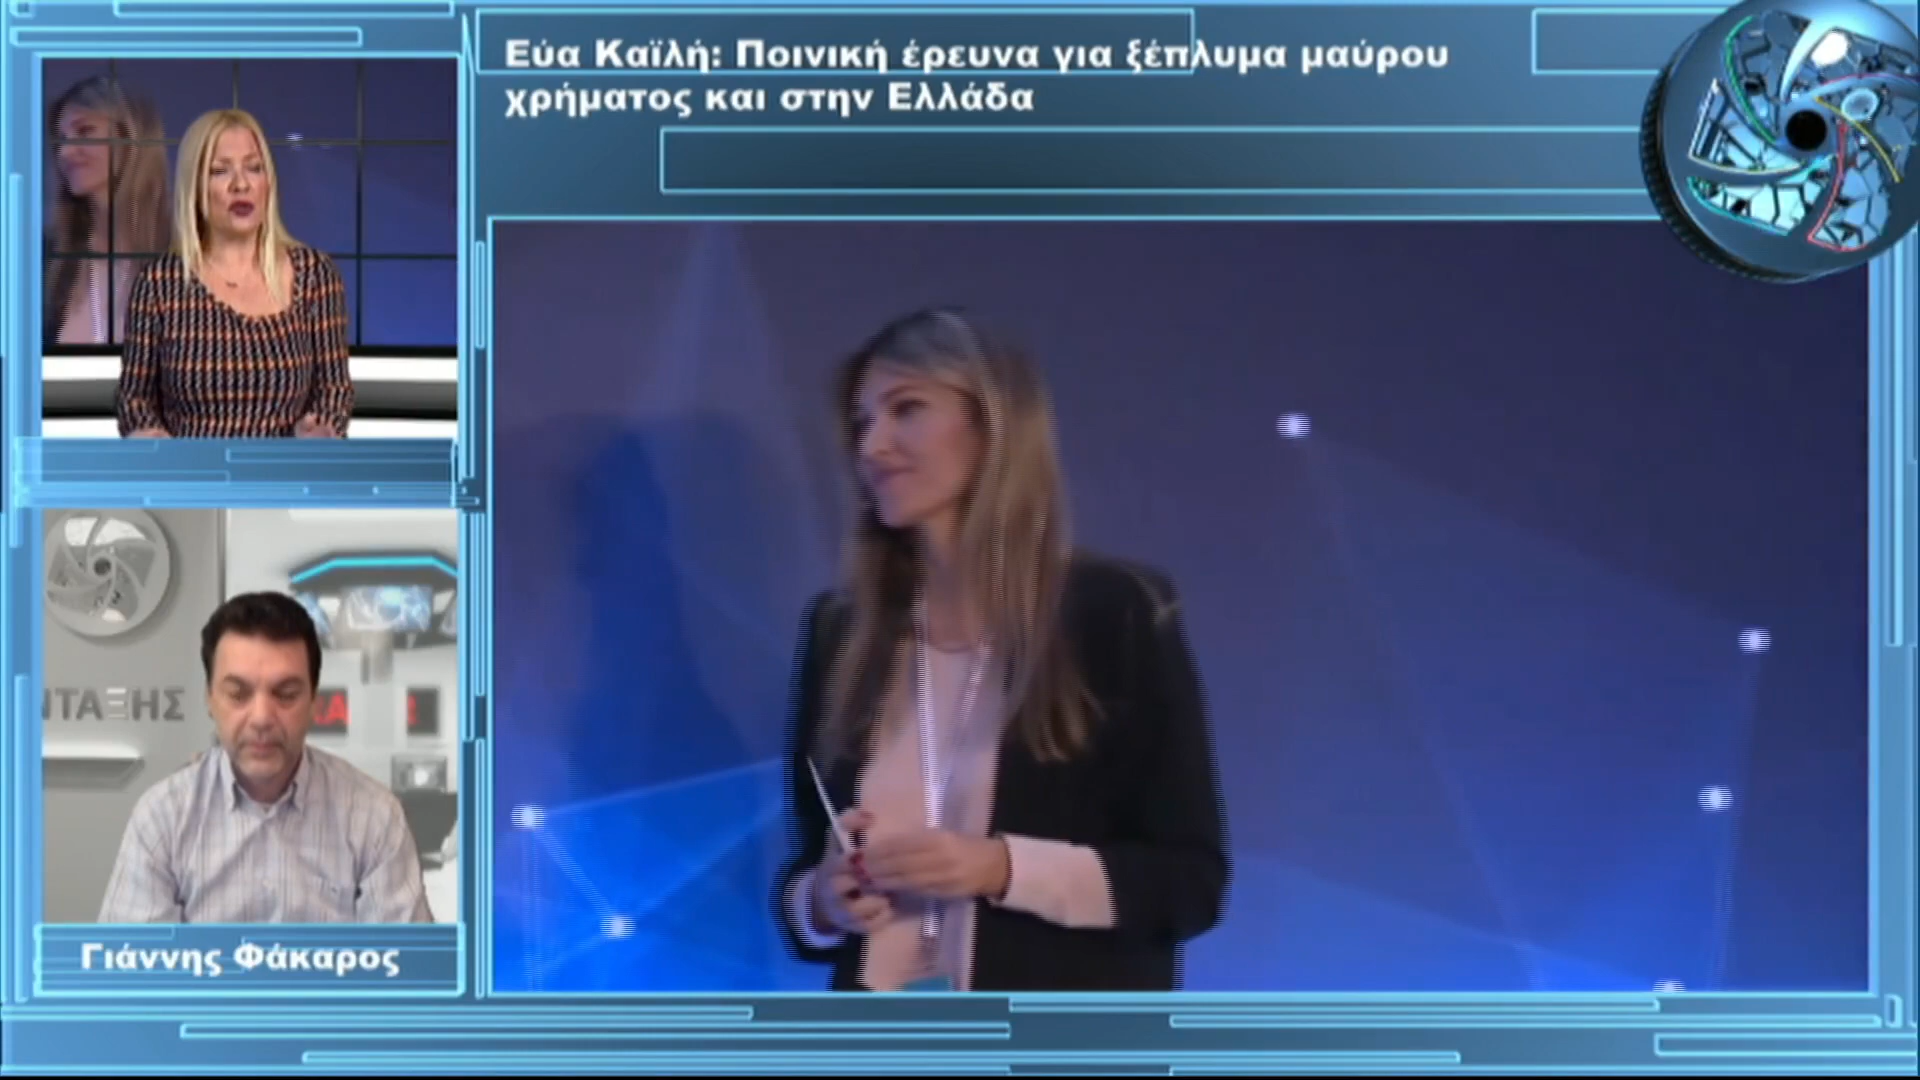 Εύα Καϊλή: Ποινική έρευνα για ξέπλυμα μαύρου
χρήματος και στην Ελλάδα
ΝΤΑΞΗΣ
Γιάννης Φάκαρος